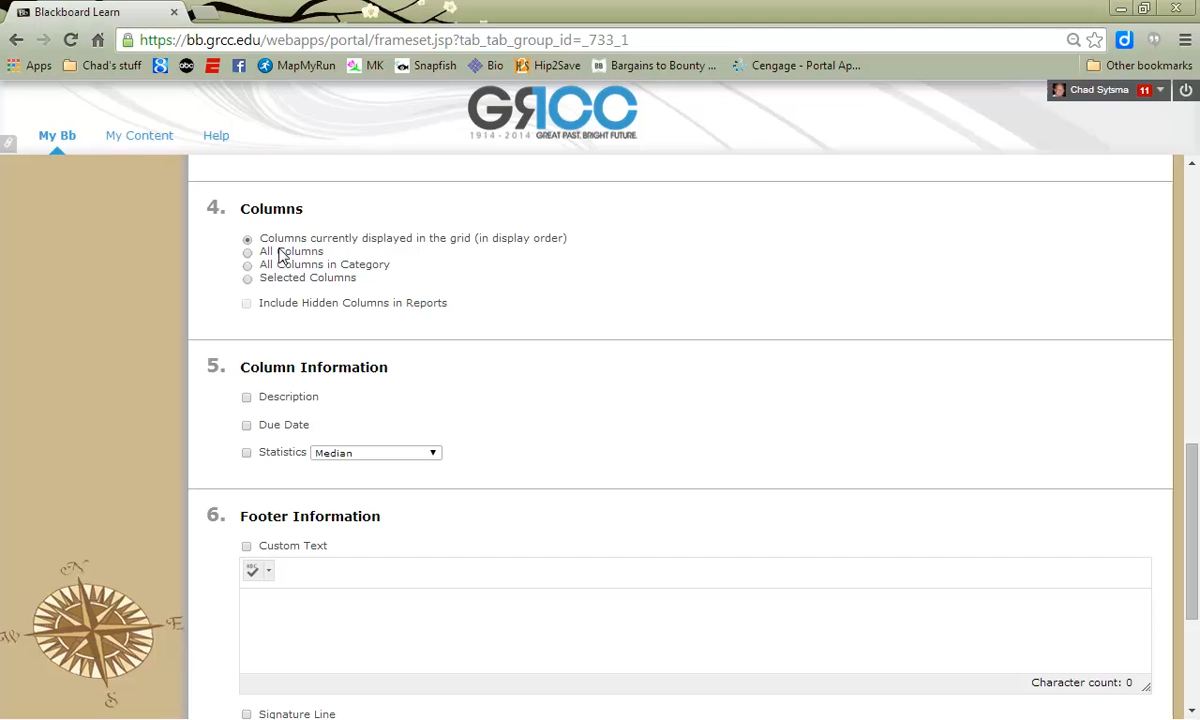 Blackboard Learn
https://bb.grcc.edu/webapps/portal/frameset.jsp?tab_tab_group_id=_733_1
Apps Chad's stuff MapMyRun MK Snapfish Bio Hip2Save Bargains to Bounty ... Cengage - Portal Ap... Other bookmarks
Chad Sytsma 11
GRCC
1914-2014 GREAT PAST. BRIGHT FUTURE.
My Bb My Content Help
4. Columns
Columns currently displayed in the grid (in display order)
All Columns
All Columns in Category
Selected Columns
Include Hidden Columns in Reports
5. Column Information
Description
Due Date
Statistics Median
6. Footer Information
Custom Text
ABC
Character count: 0
Signature Line
N
W
E
S